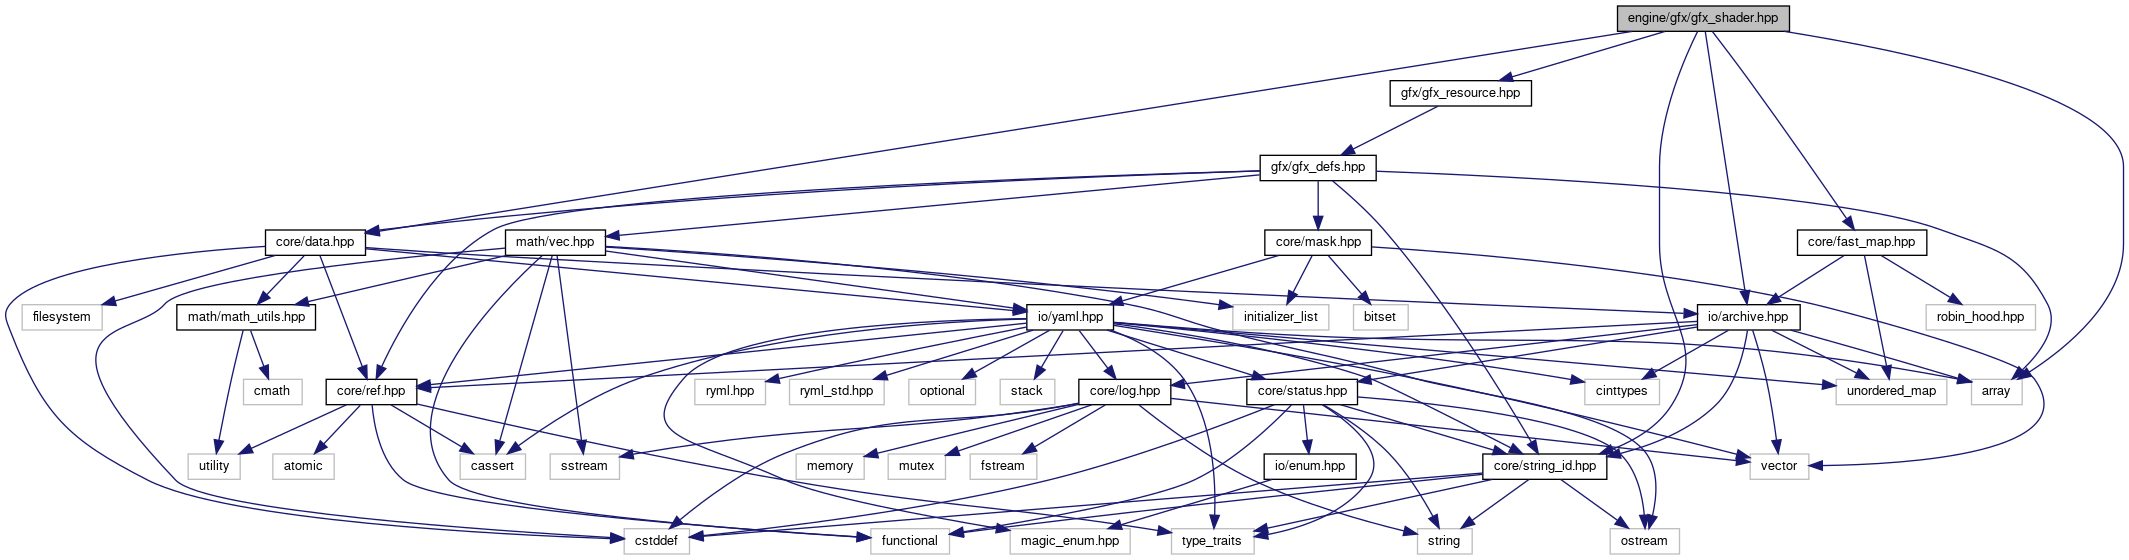 engine/gfx/gfx_shader.hpp
gfx/gfx_resource.hpp
gfx/gfx_defs.hpp
core/data.hpp
math/vec.hpp
core/mask.hpp
core/fast_map.hpp
filesystem
math/math_utils.hpp
io/yaml.hpp
initializer_list
bitset
io/archive.hpp
robin_hood.hpp
cmath
core/ref.hpp
ryml.hpp
ryml_std.hpp
optional
stack
core/log.hpp
core/status.hpp
cinttypes
unordered_map
array
utility
atomic
cassert
sstream
memory
mutex
fstream
io/enum.hpp
core/string_id.hpp
vector
cstddef
functional
magic_enum.hpp
type_traits
string
ostream